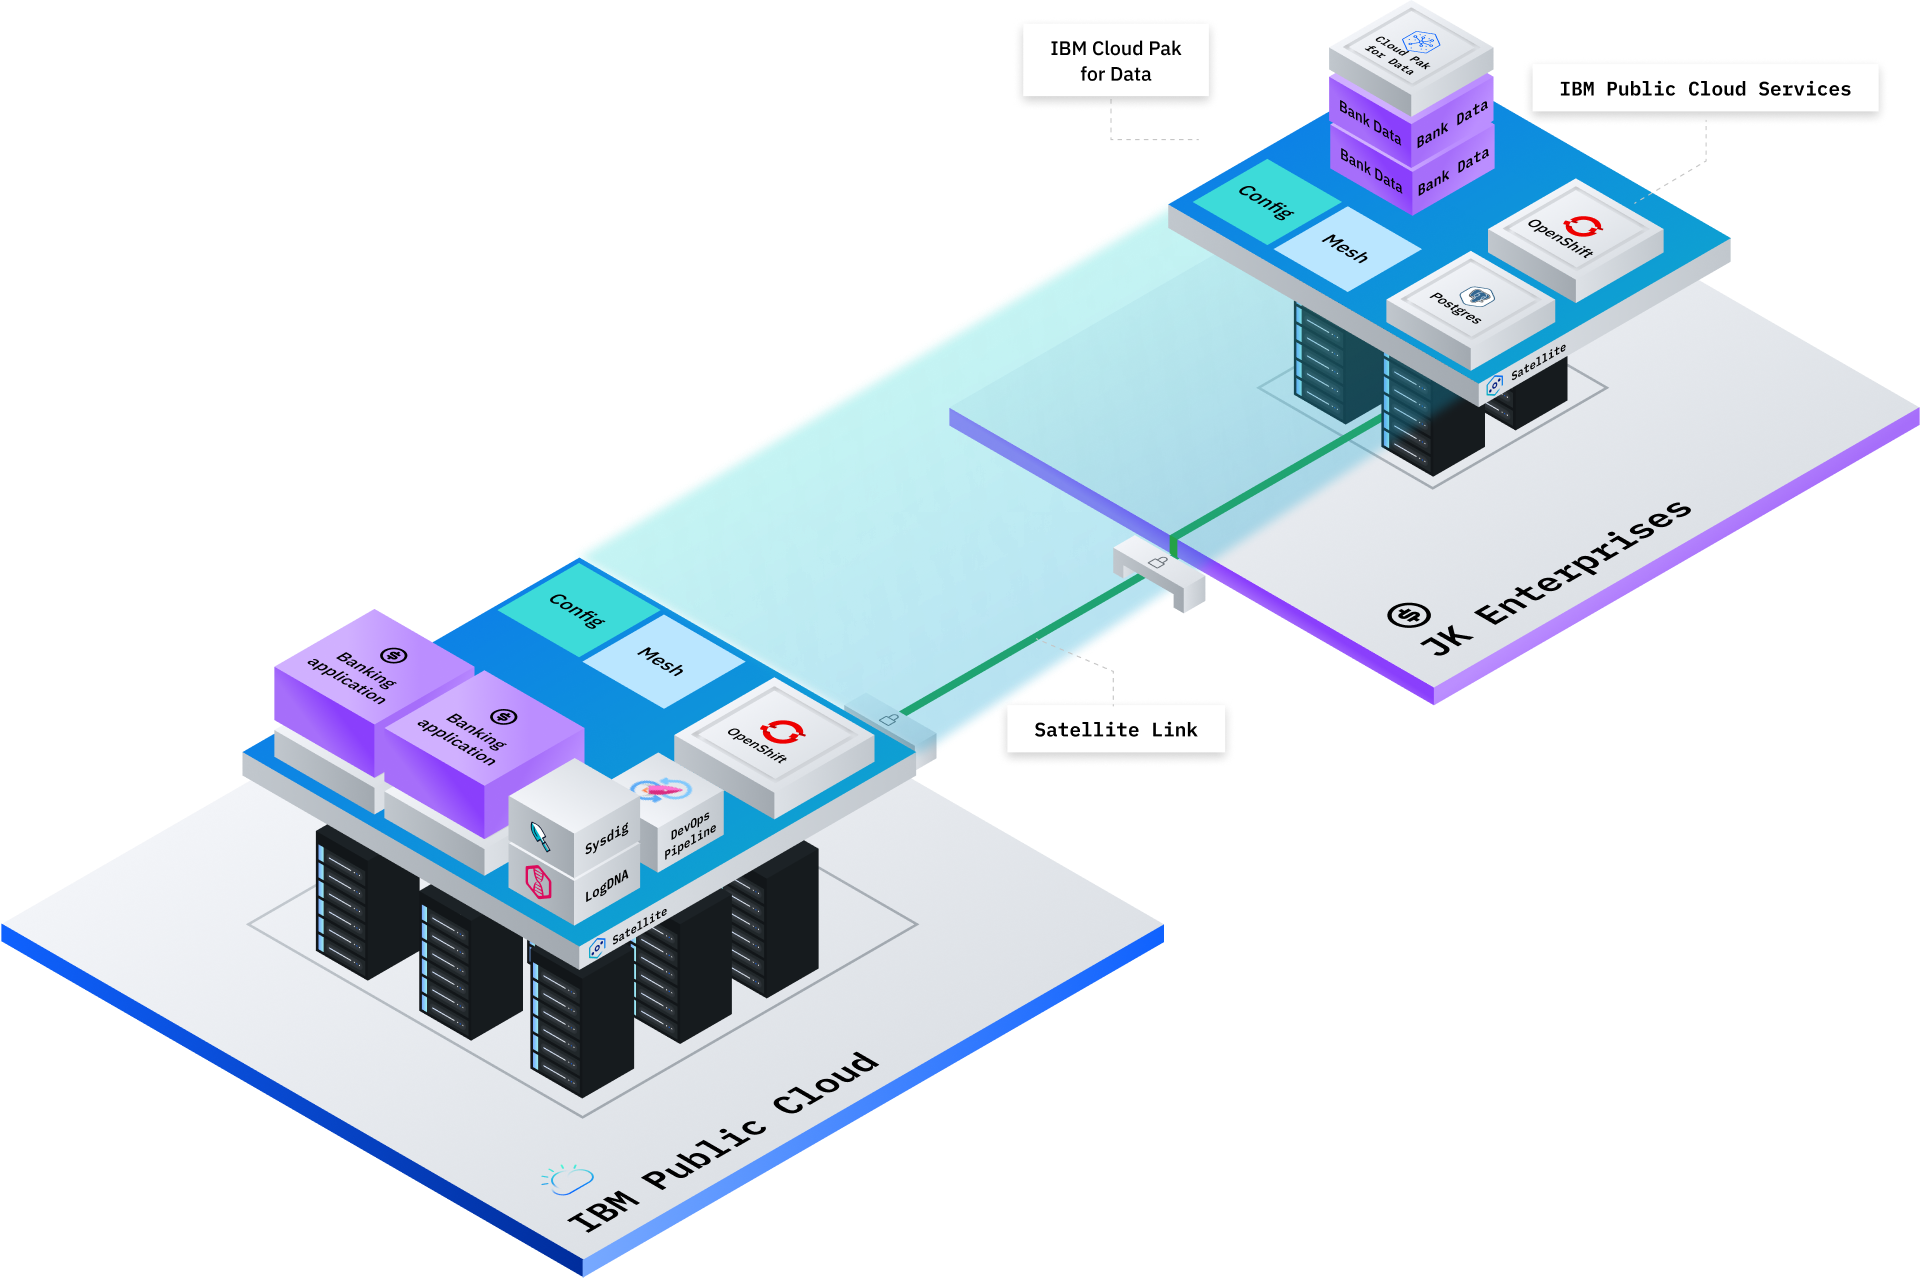 IBM Cloud Pak
for Data
Cloud Pak
for Data
IBM Public Cloud Services
Bank Data
Bank Data
Bank Data
Bank Data
Config
Mesh
OpenShift
Postgres
Satellite
JK Enterprises
Config
Mesh
Banking
application
Banking
application
OpenShift
Satellite Link
Sysdig
DevOps
Pipeline
LogDNA
Satellite
IBM Public Cloud